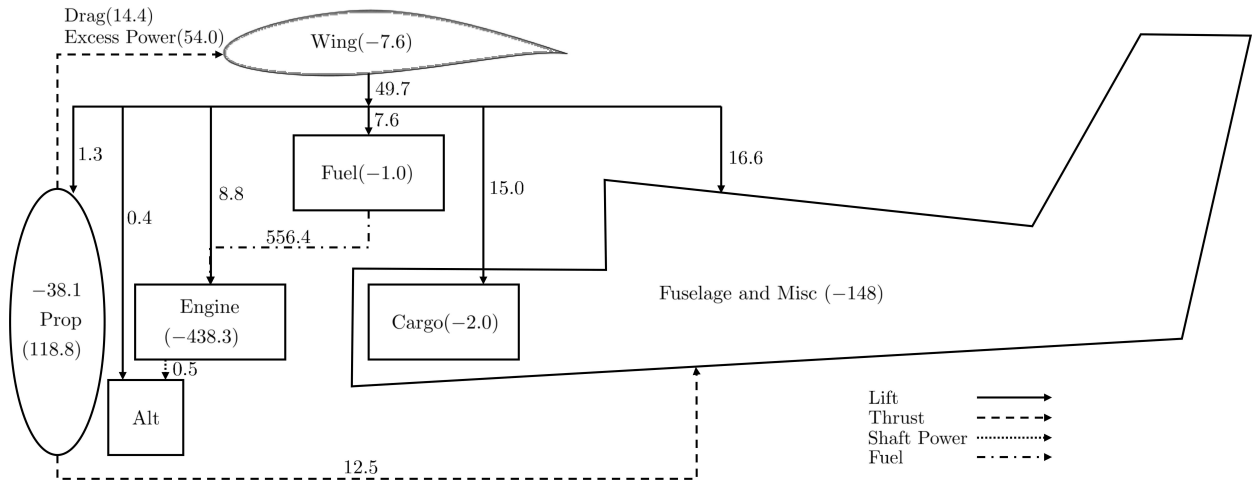 Drag(14.4)
Excess Power(54.0)
Wing(−7.6)
49.7
7.6
1.3
Fuel(−1.0)
16.6
8.8
15.0
0.4
556.4
−38.1
Prop
(118.8)
Engine
(−438.3)
Cargo(−2.0)
Fuselage and Misc (−148)
0.5
Alt
12.5
Lift
Thrust
Shaft Power
Fuel